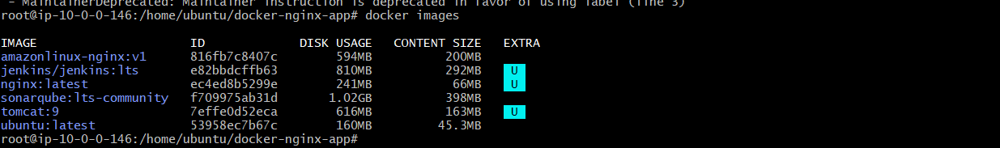 - MaintainerDeprecated: Maintainer instruction is deprecated in favor of using label (line 3)
root@ip-10-0-0-146:/home/ubuntu/docker-nginx-app# docker images
IMAGE ID DISK USAGE CONTENT SIZE EXTRA
amazonlinux-nginx:v1 816fb7c8407c 594MB 200MB
jenkins/jenkins:lts e82bbdcffb63 810MB 292MB U
nginx:latest ec4ed8b5299e 241MB 66MB U
sonarqube:lts-community f709975ab31d 1.02GB 398MB
tomcat:9 7effe0d52eca 616MB 163MB U
ubuntu:latest 53958ec7b67c 160MB 45.3MB
root@ip-10-0-0-146:/home/ubuntu/docker-nginx-app#